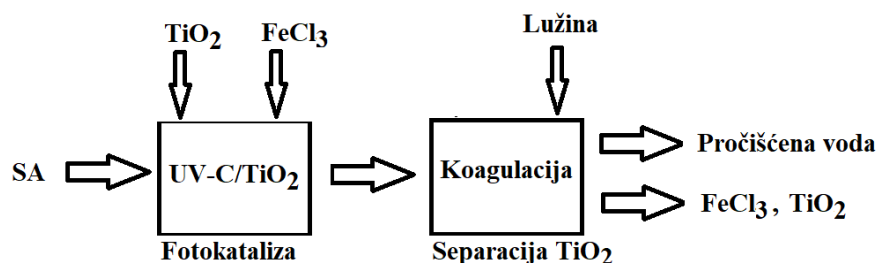 TiO₂
FeCl₃
Lužina
SA
UV-C/TiO₂
Koagulacija
Pročišćena voda
FeCl₃ , TiO₂
Fotokataliza
Separacija TiO₂